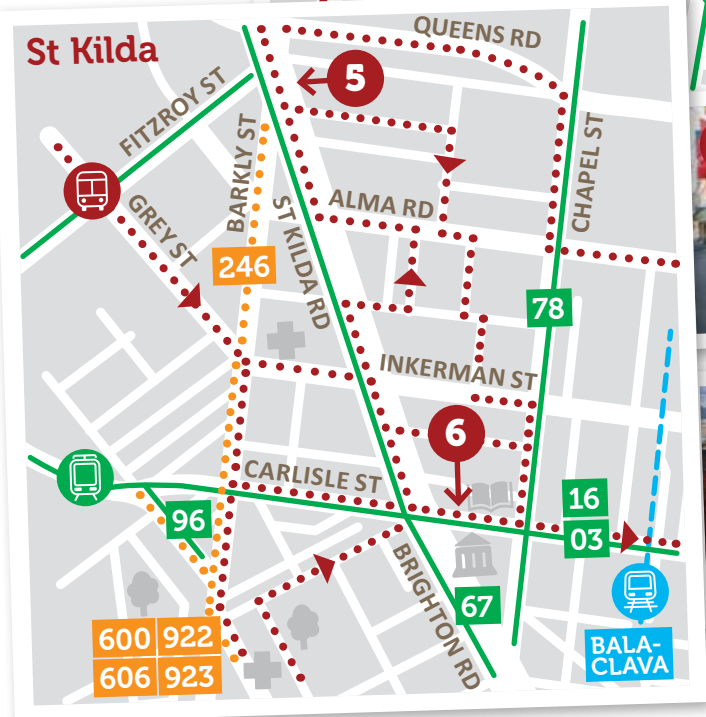 St Kilda
QUEENS RD
5
FITZROY ST
BARKLY ST
CHAPEL ST
GREY ST
ALMA RD
ST KILDA RD
246
78
INKERMAN ST
6
CARLISLE ST
16
03
96
BRIGHTON RD
67
600 922
606 923
BALA-
CLAVA